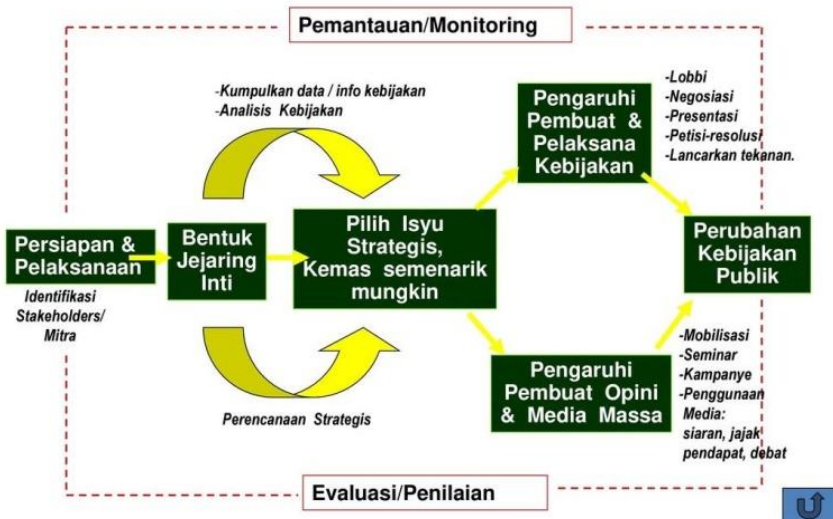 Pemantauan/Monitoring
-Kumpulkan data / info kebijakan
-Analisis Kebijakan
Pengaruhi
Pembuat &
Pelaksana
Kebijakan
-Lobbi
-Negosiasi
-Presentasi
-Petisi-resolusi
-Lancarkan tekanan.
Persiapan &
Pelaksanaan
Identifikasi
Stakeholders/
Mitra
Bentuk
Jejaring
Inti
Pilih Isyu
Strategis,
Kemas semenarik
mungkin
Perubahan
Kebijakan
Publik
Perencanaan Strategis
Pengaruhi
Pembuat Opini
& Media Massa
-Mobilisasi
-Seminar
-Kampanye
-Penggunaan
Media:
siaran, jajak
pendapat, debat
Evaluasi/Penilaian